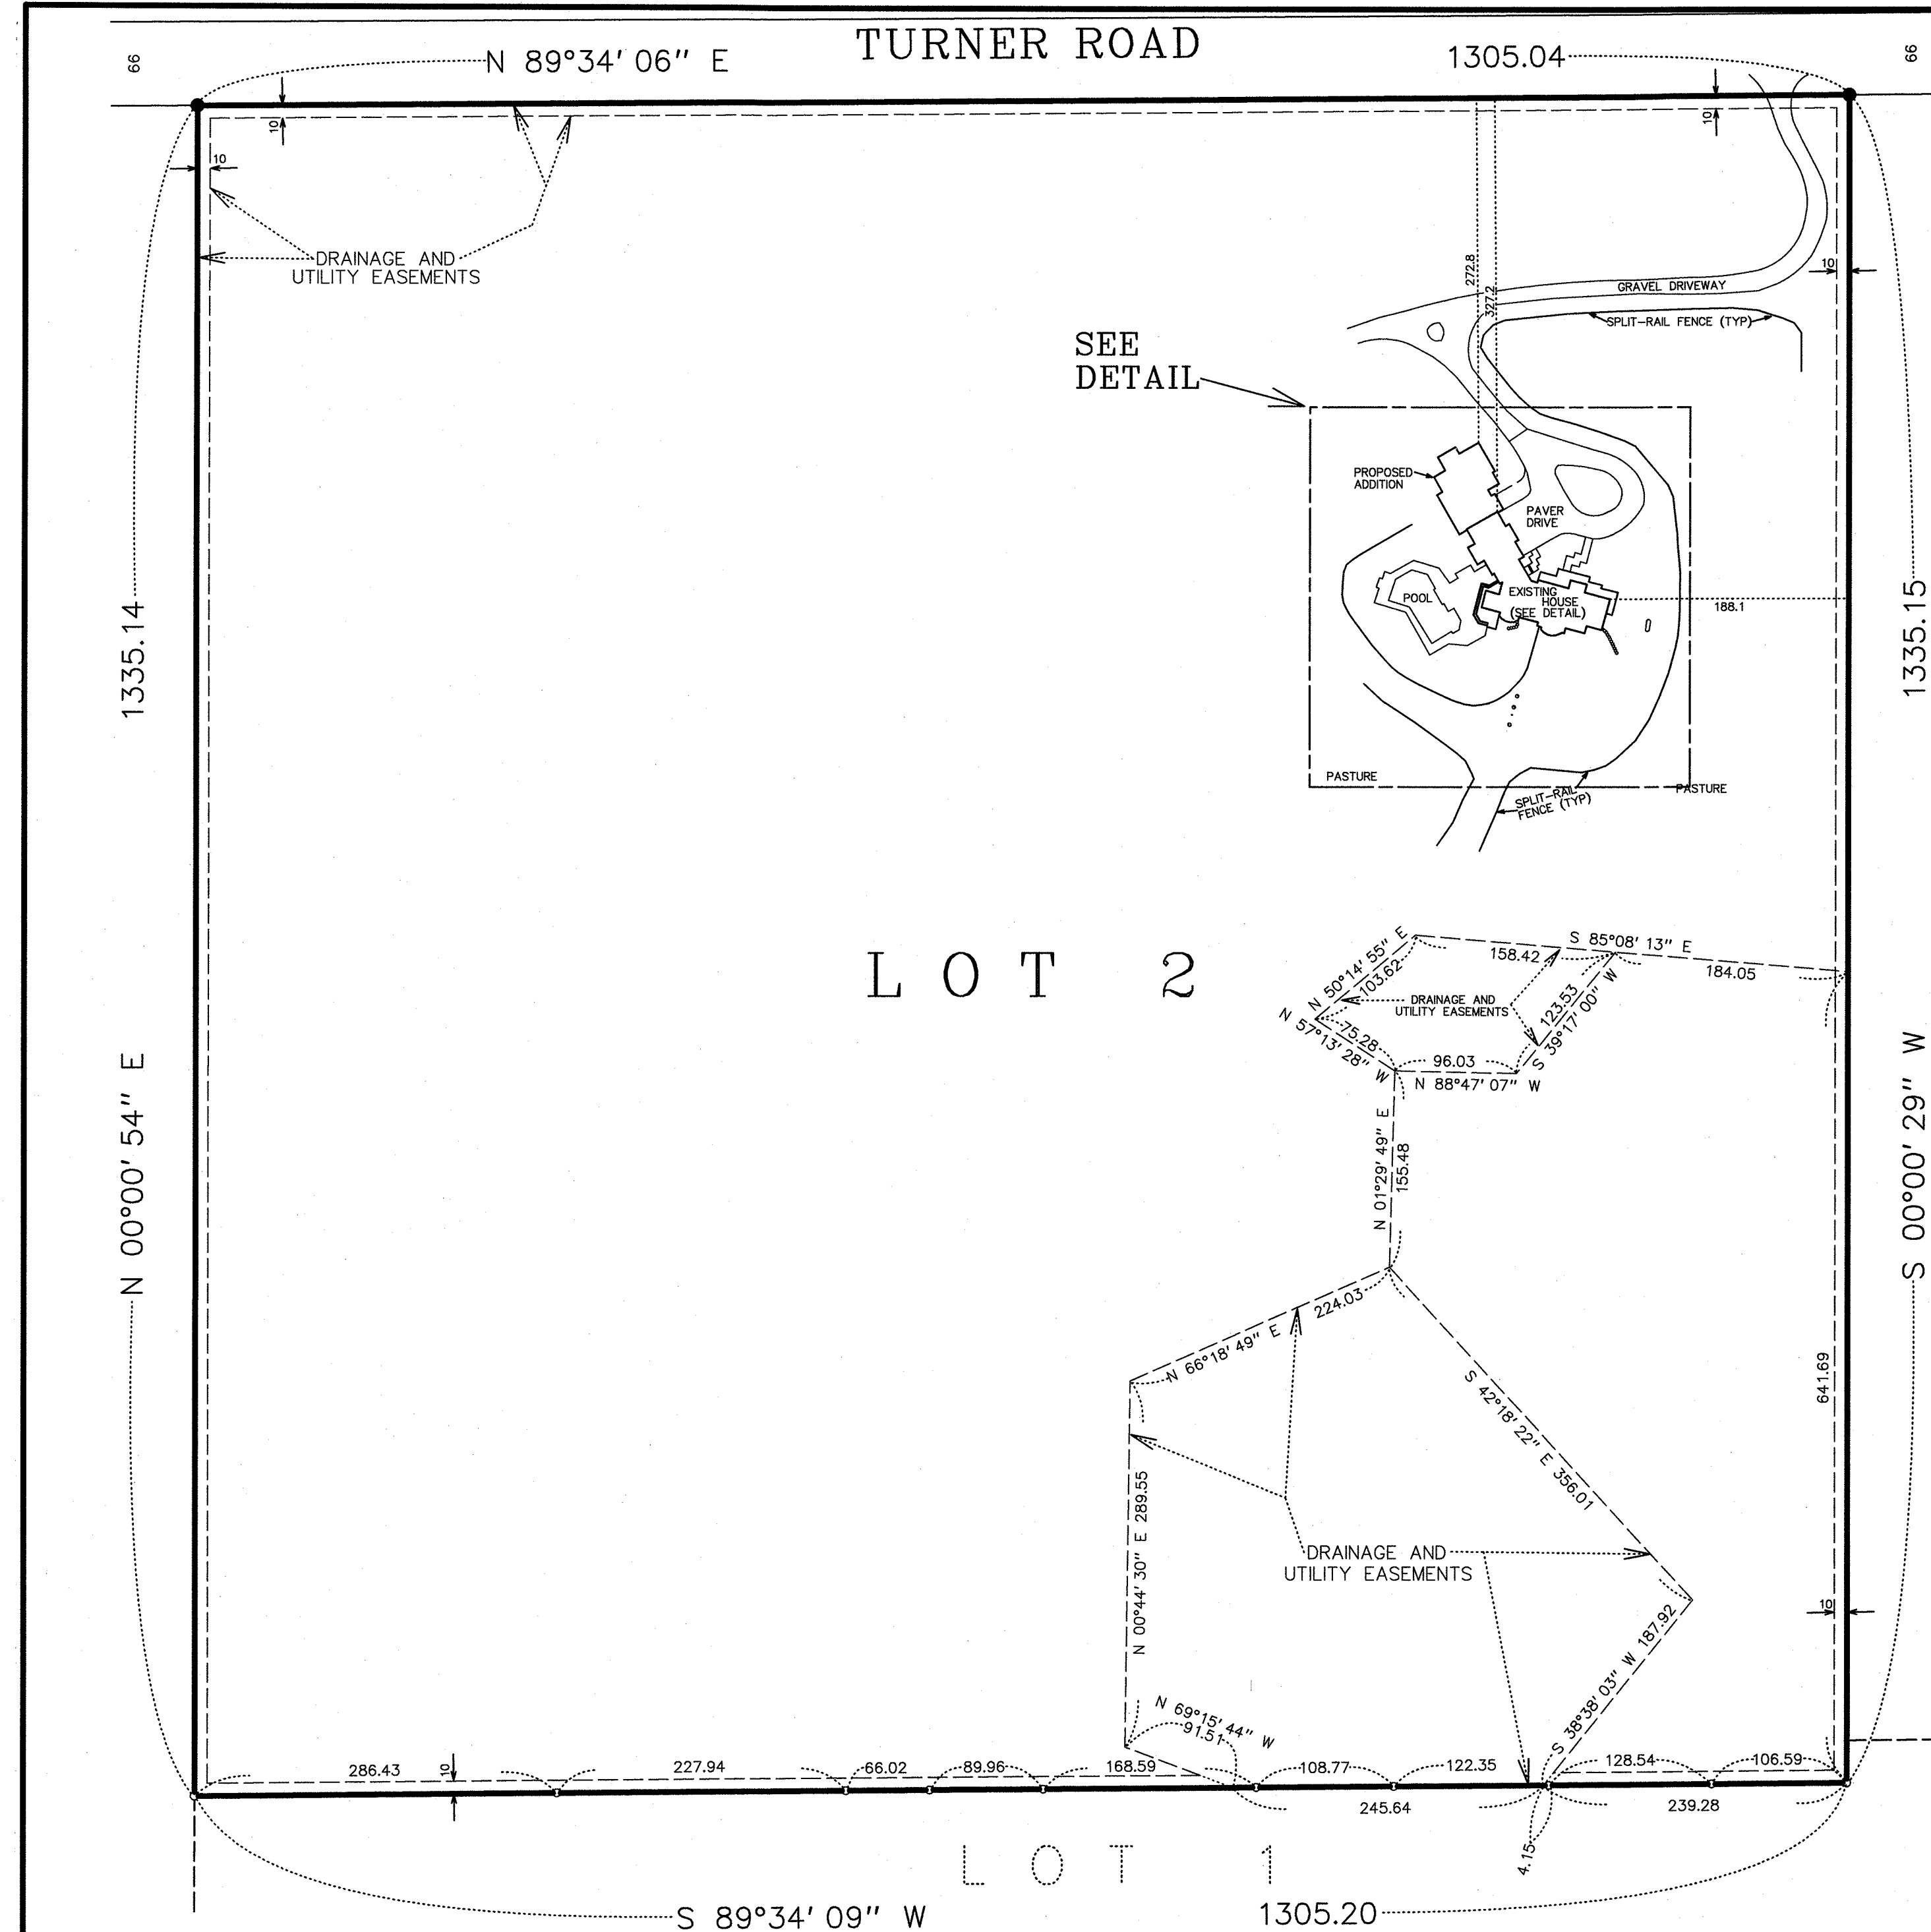 TURNER ROAD
N 89°34' 06" E
1305.04
66
66
10
10
10
DRAINAGE AND
UTILITY EASEMENTS
272.8
327.2
10
GRAVEL DRIVEWAY
SPLIT-RAIL FENCE (TYP)
SEE
DETAIL
PROPOSED
ADDITION
PAVER
DRIVE
POOL
EXISTING
HOUSE
(SEE DETAIL)
188.1
1335.14
1335.15
PASTURE
PASTURE
SPLIT-RAIL
FENCE (TYP)
LOT 2
N 50°14' 55" E
103.62
158.42
S 85°08' 13" E
184.05
DRAINAGE AND
UTILITY EASEMENTS
123.53
S 39°17' 00" W
75.28
N 57°13' 28" W
96.03
N 88°47' 07" W
N 00°00' 54" E
S 00°00' 29" W
N 01°29' 49" E
155.48
224.03
N 66°18' 49" E
641.69
S 42°18' 22" E 356.01
N 00°44' 30" E 289.55
DRAINAGE AND
UTILITY EASEMENTS
10
S 38°38' 03" W 187.92
N 69°15' 44" W
91.51
286.43
10
227.94
66.02
89.96
168.59
108.77
122.35
128.54
106.59
245.64
239.28
4.15
LOT 1
S 89°34' 09" W
1305.20